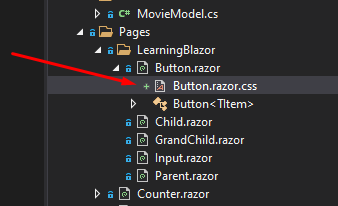 C# MovieModel.cs
Pages
LearningBlazor
Button.razor
Button.razor.css
Button<TItem>
Child.razor
GrandChild.razor
Input.razor
Parent.razor
Counter.razor